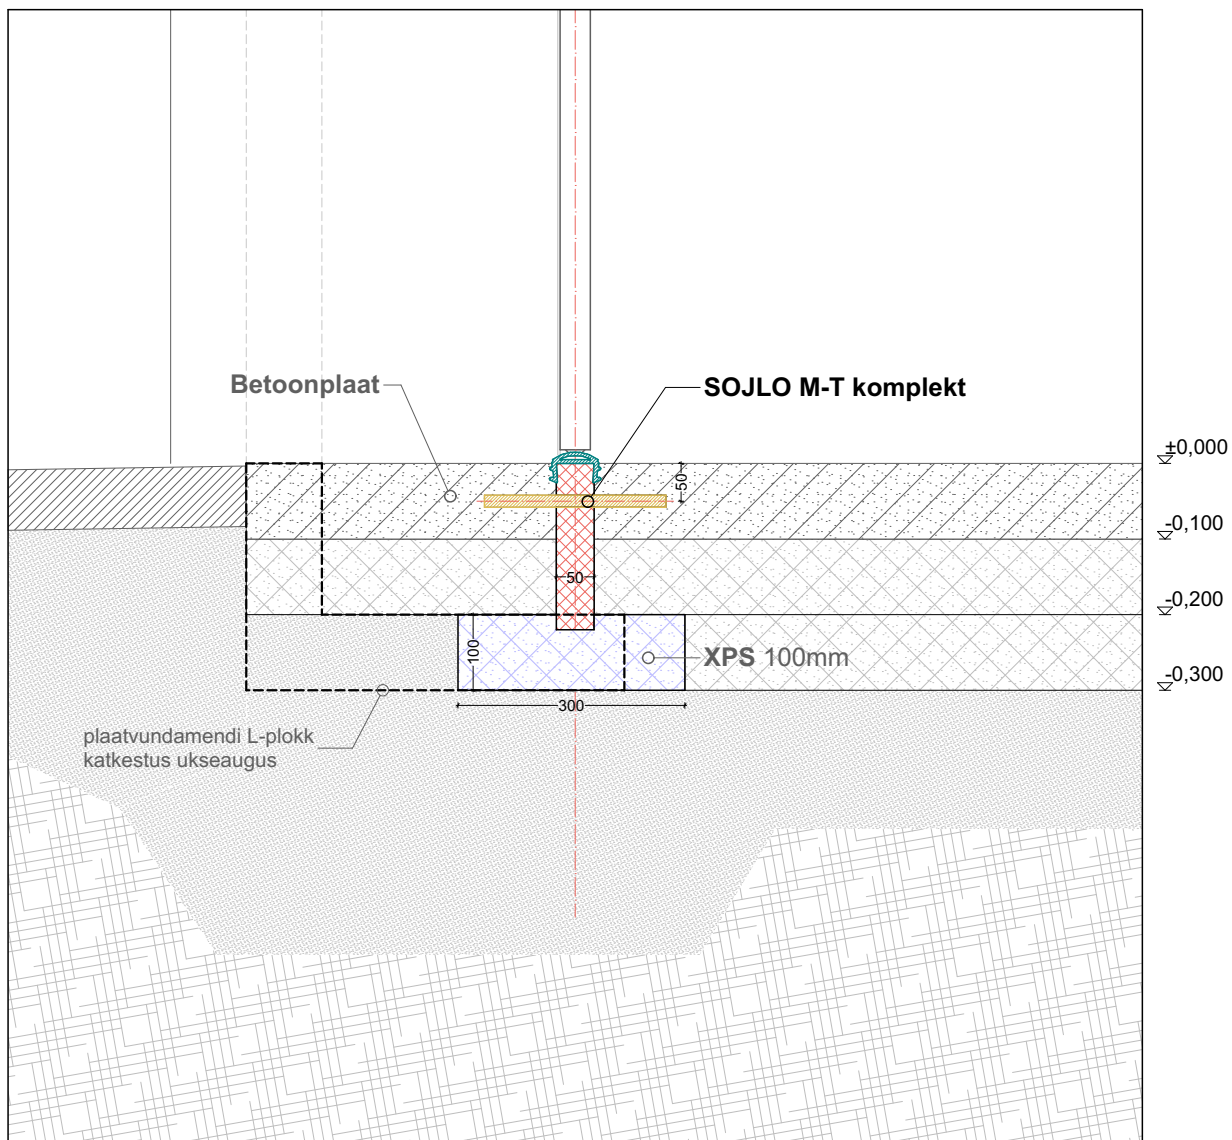 Betoonplaat
SOJLO M-T komplekt
±0,000
50
-0,100
50
-0,200
100
XPS 100mm
-0,300
300
plaatvundamendi L-plokk
katkestus ukseaugus